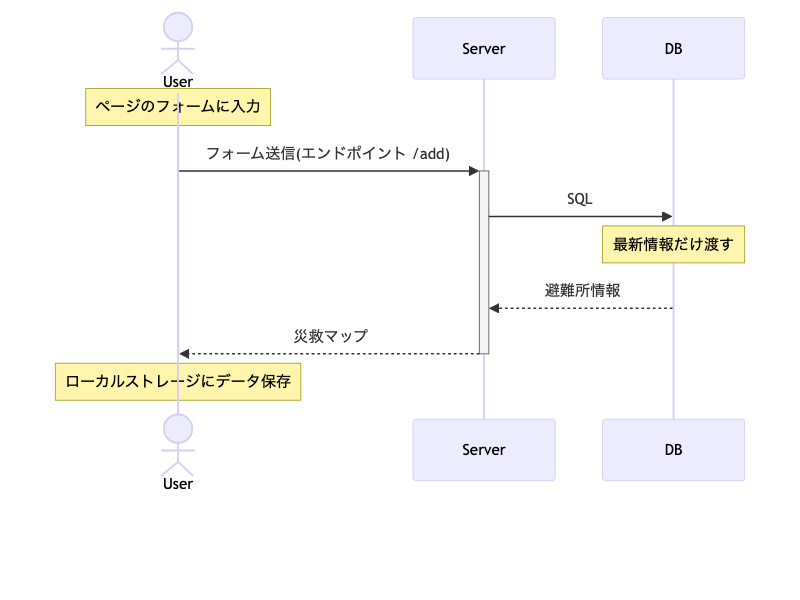 User
Server
DB
ページのフォームに入力
フォーム送信(エンドポイント /add)
SQL
最新情報だけ渡す
避難所情報
災救マップ
ローカルストレージにデータ保存
User
Server
DB